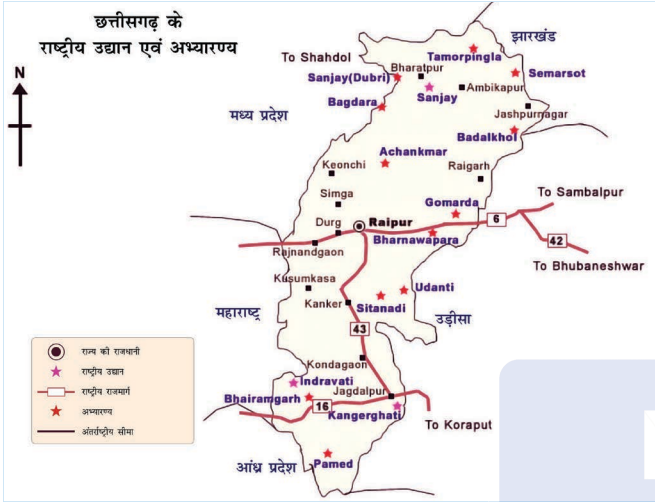 छत्तीसगढ़ के
राष्ट्रीय उद्यान एवं अभ्यारण्य
झारखंड
Tamorpingla
To Shahdol
Bharatpur
Semarsot
Sanjay(Dubri)
Ambikapur
Sanjay
Bagdara
Jashpurnagar
मध्य प्रदेश
Badalkhol
Achankmar
Keonchi
Raigarh
Simga
To Sambalpur
Gomarda
Durg
Raipur
6
Bharnawapara
42
Rajnandgaon
To Bhubaneshwar
Kusumkasa
Udanti
Kanker
Sitanadi
महाराष्ट्र
उड़ीसा
43
Kondagaon
Indravati
Jagdalpur
Bhairamgarh
16
Kangerghati
To Koraput
Pamed
आंध्र प्रदेश
N
राज्य की राजधानी
राष्ट्रीय उद्यान
राष्ट्रीय राजमार्ग
अभ्यारण्य
अंतर्राष्ट्रीय सीमा